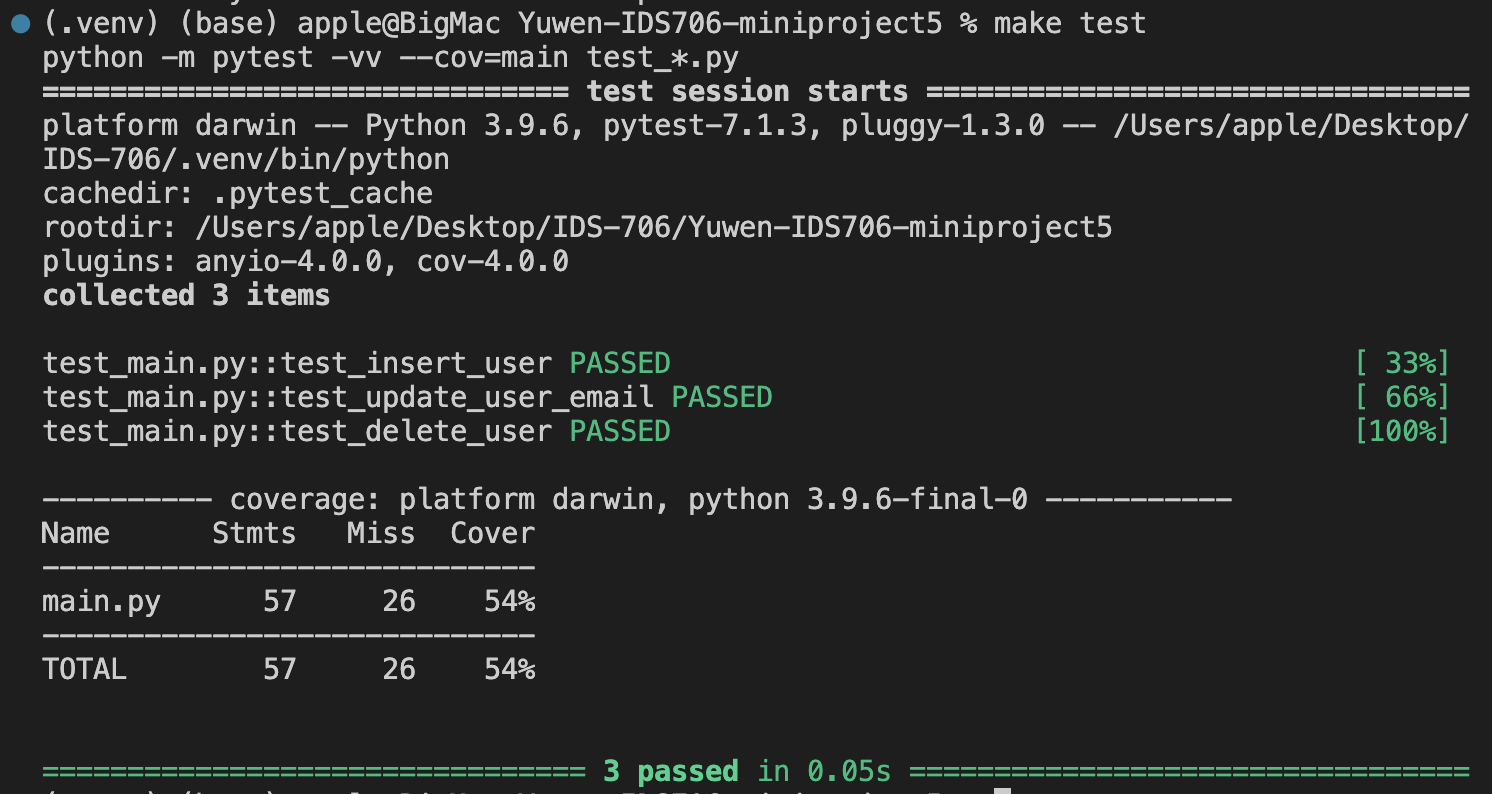 (.venv) (base) apple@BigMac Yuwen-IDS706-miniproject5 % make test
python -m pytest -vv --cov=main test_*.py
=============================== test session starts ================================
platform darwin -- Python 3.9.6, pytest-7.1.3, pluggy-1.3.0 -- /Users/apple/Desktop/
IDS-706/.venv/bin/python
cachedir: .pytest_cache
rootdir: /Users/apple/Desktop/IDS-706/Yuwen-IDS706-miniproject5
plugins: anyio-4.0.0, cov-4.0.0
collected 3 items
test_main.py::test_insert_user PASSED [ 33%]
test_main.py::test_update_user_email PASSED [ 66%]
test_main.py::test_delete_user PASSED [100%]
---------- coverage: platform darwin, python 3.9.6-final-0 -----------
Name      Stmts   Miss  Cover
-----------------------------
main.py      57     26    54%
-----------------------------
TOTAL        57     26    54%
================================ 3 passed in 0.05s =================================